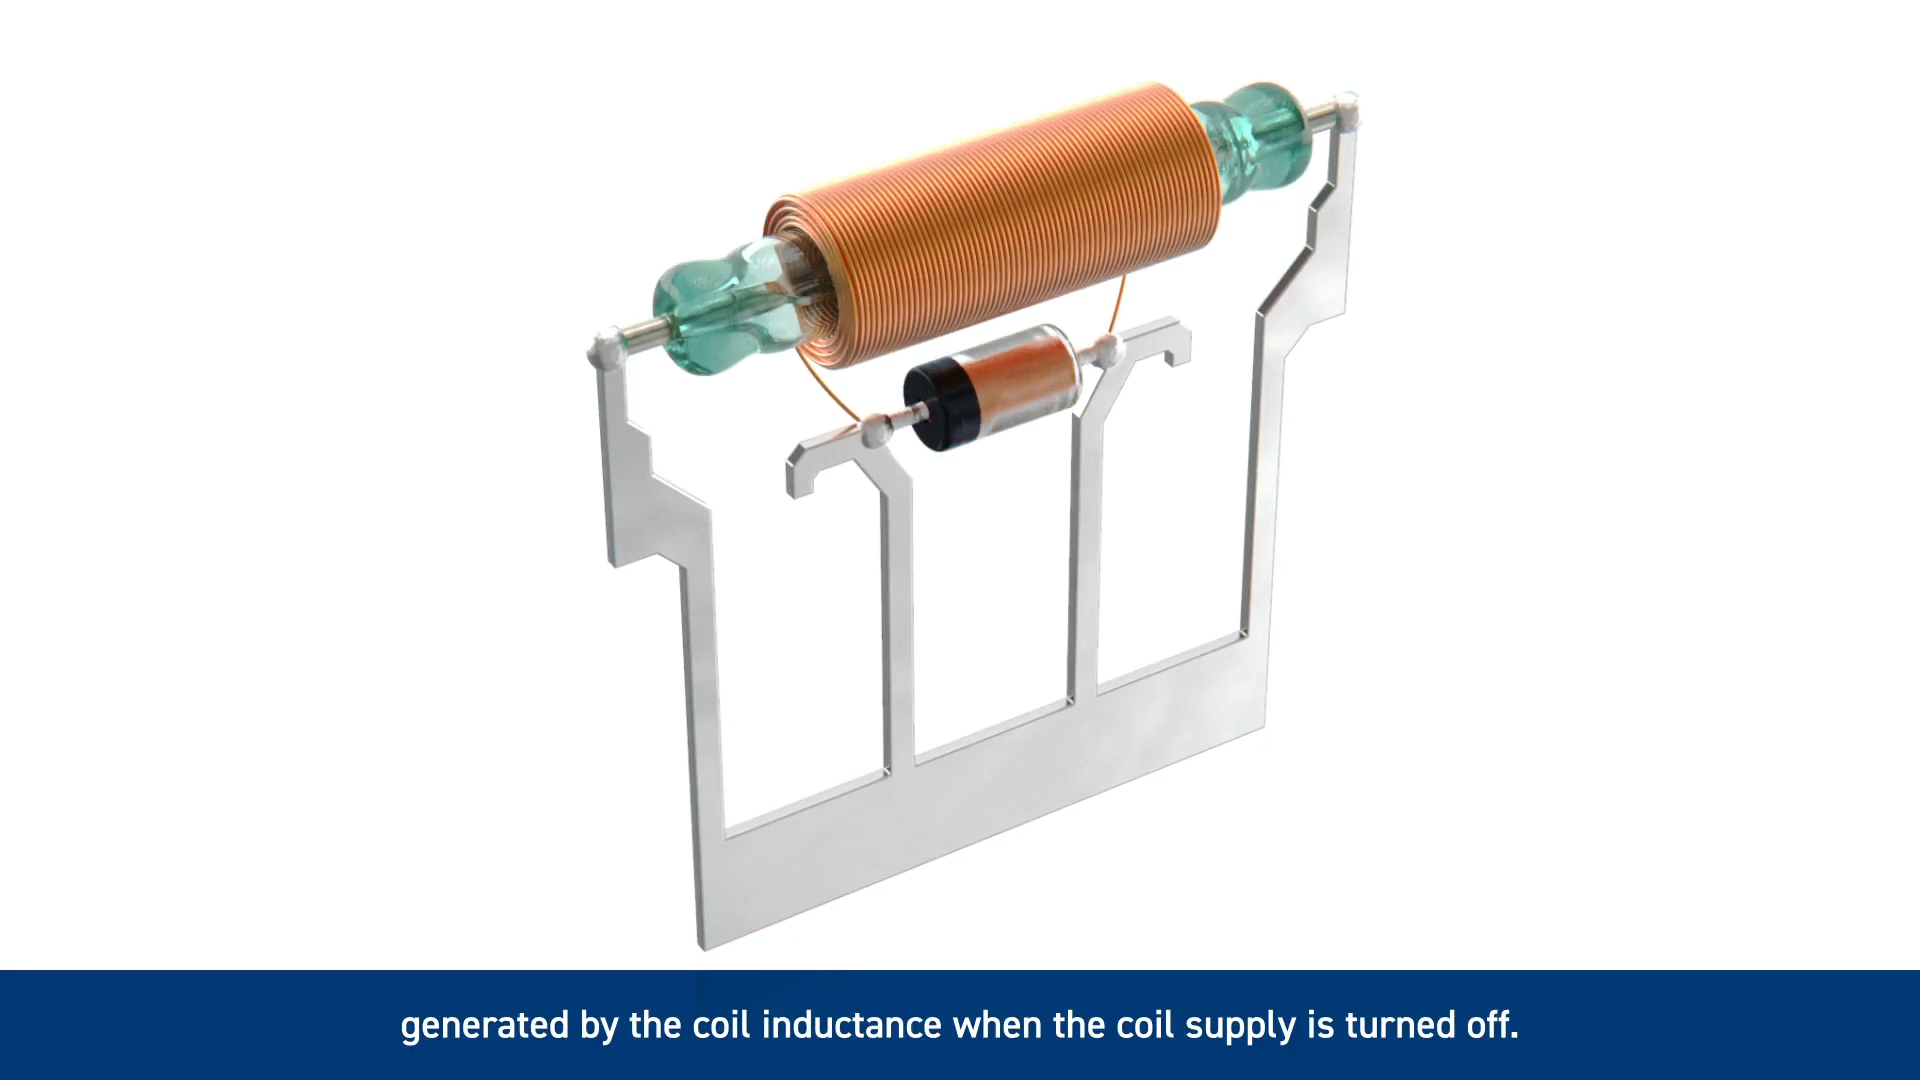 generated by the coil inductance when the coil supply is turned off.